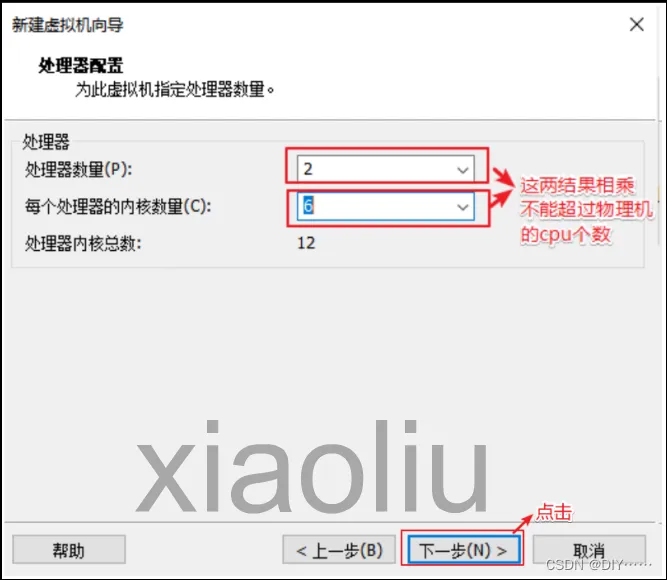 新建虚拟机向导
处理器配置
为此虚拟机指定处理器数量。
处理器
处理器数量(P):
2
每个处理器的内核数量(C):
6
处理器内核总数:
12
这两结果相乘
不能超过物理机
的cpu个数
xiaoliu
点击
帮助
< 上一步(B)
下一步(N) >
取消
CSDN @DIY……